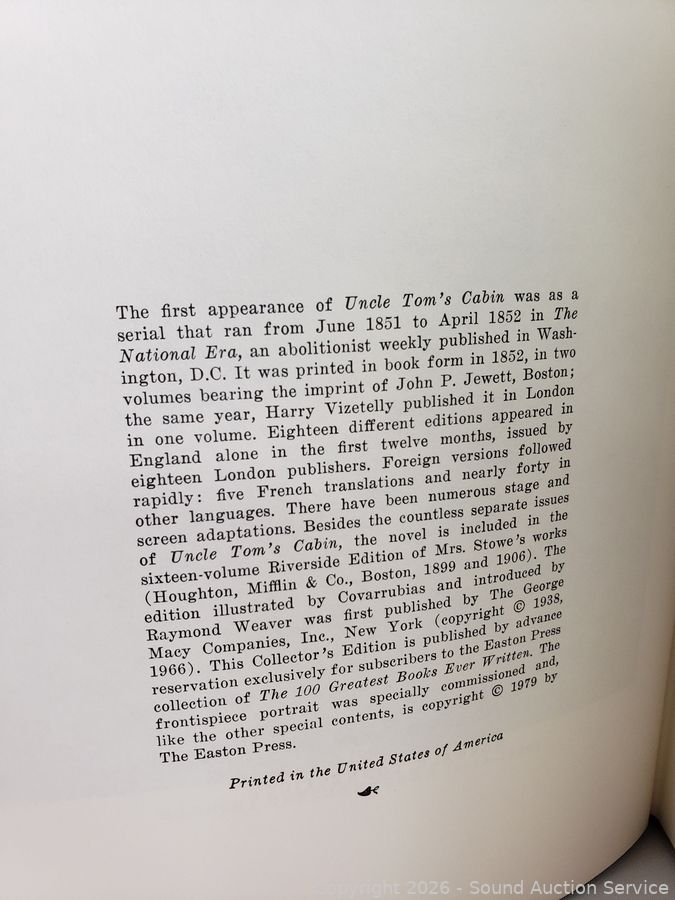 The first appearance of Uncle Tom's Cabin was as a
serial that ran from June 1851 to April 1852 in The
National Era, an abolitionist weekly published in Wash-
ington, D.C. It was printed in book form in 1852, in two
volumes bearing the imprint of John P. Jewett, Boston;
the same year, Harry Vizetelly published it in London
in one volume. Eighteen different editions appeared in
England alone in the first twelve months, issued by
eighteen London publishers. Foreign versions followed
rapidly: five French translations and nearly forty in
other languages. There have been numerous stage and
screen adaptations. Besides the countless separate issues
of Uncle Tom's Cabin, the novel is included in the
sixteen-volume Riverside Edition of Mrs. Stowe's works
(Houghton, Mifflin & Co., Boston, 1899 and 1906). The
edition illustrated by Covarrubias and introduced by
Raymond Weaver was first published by The George
Macy Companies, Inc., New York (copyright © 1938,
1966). This Collector's Edition is published by advance
reservation exclusively for subscribers to the Easton Press
collection of The 100 Greatest Books Ever Written. The
frontispiece portrait was specially commissioned and,
like the other special contents, is copyright © 1979 by
The Easton Press.
Printed in the United States of America
Copyright 2026 - Sound Auction Service